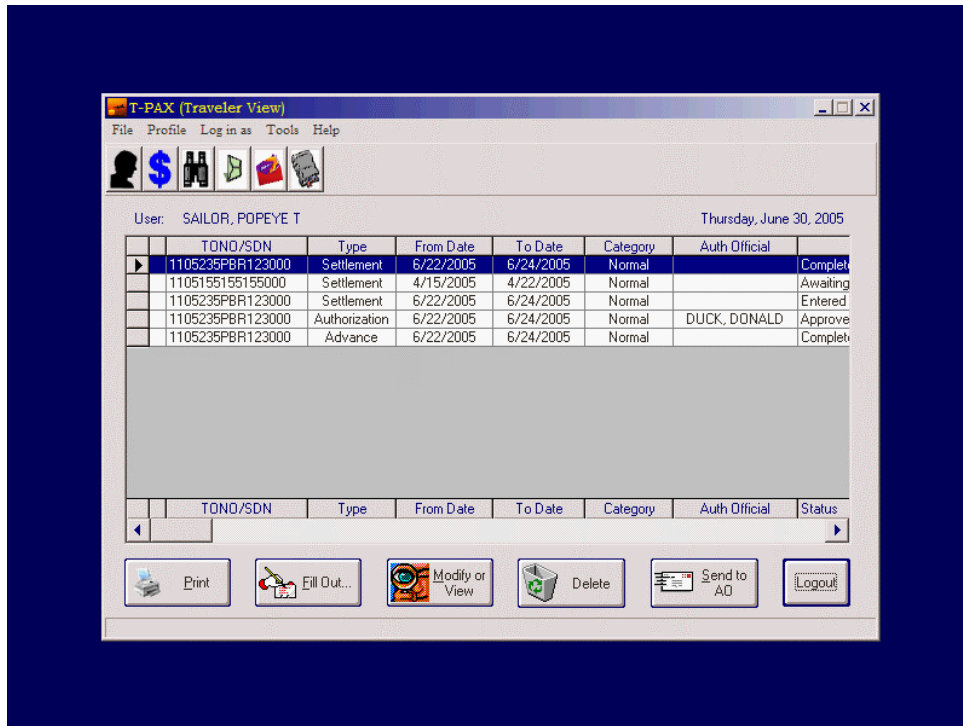 T-PAX (Traveler View)
File Profile Log in as Tools Help
User: SAILOR, POPEYE T Thursday, June 30, 2005
TONO/SDN Type From Date To Date Category Auth Official
1105235PBR123000 Settlement 6/22/2005 6/24/2005 Normal Complete
1105155155155000 Settlement 4/15/2005 4/22/2005 Normal Awaiting
1105235PBR123000 Settlement 6/22/2005 6/24/2005 Normal Entered
1105235PBR123000 Authorization 6/22/2005 6/24/2005 Normal DUCK, DONALD Approve
1105235PBR123000 Advance 6/22/2005 6/24/2005 Normal Complete
TONO/SDN Type From Date To Date Category Auth Official Status
Print Fill Out... Modify or View Delete Send to AO Logout